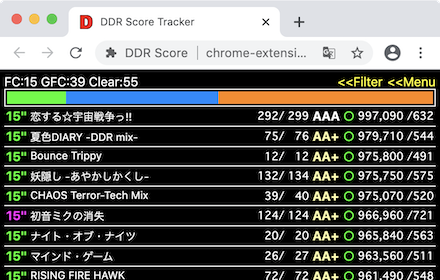 DDR Score Tracker
DDR Score | chrome-extensi...
FC:15 GFC:39 Clear:55 <<Filter <<Menu
15" 恋する☆宇宙戦争っ!! 292/ 299 AAA 997,090 /632
15" 夏色DIARY -DDR mix- 75/ 76 AA+ 979,710 /544
15" Bounce Trippy 12/ 12 AA+ 975,800 /491
15" 妖隠し -あやかしかくし- 132/ 134 AA+ 975,750 /575
15" CHAOS Terror-Tech Mix 39/ 40 AA+ 975,070 /520
15" 初音ミクの消失 124/ 124 AA+ 966,960 /721
15" ナイト・オブ・ナイツ 20/ 20 AA+ 965,840 /563
15" マインド・ゲーム 26/ 27 AA+ 963,560 /511
15" RISING FIRE HAWK 72/ 72 AA+ 961,490 /548